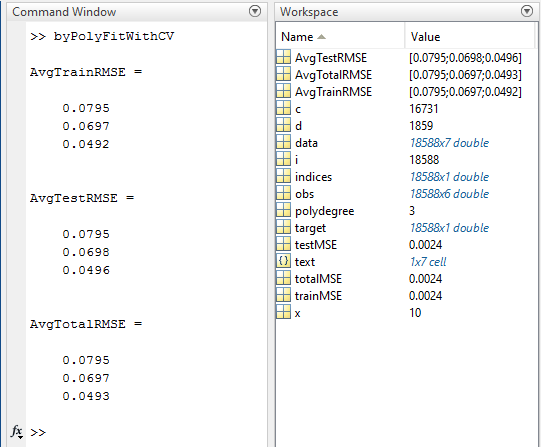 Command Window
>> byPolyFitWithCV
AvgTrainRMSE =
0.0795
0.0697
0.0492
AvgTestRMSE =
0.0795
0.0698
0.0496
AvgTotalRMSE =
0.0795
0.0697
0.0493
fx >>
Workspace
Name Value
AvgTestRMSE [0.0795;0.0698;0.0496]
AvgTotalRMSE [0.0795;0.0697;0.0493]
AvgTrainRMSE [0.0795;0.0697;0.0492]
c 16731
d 1859
data 18588x7 double
i 18588
indices 18588x1 double
obs 18588x6 double
polydegree 3
target 18588x1 double
testMSE 0.0024
{} text 1x7 cell
totalMSE 0.0024
trainMSE 0.0024
x 10